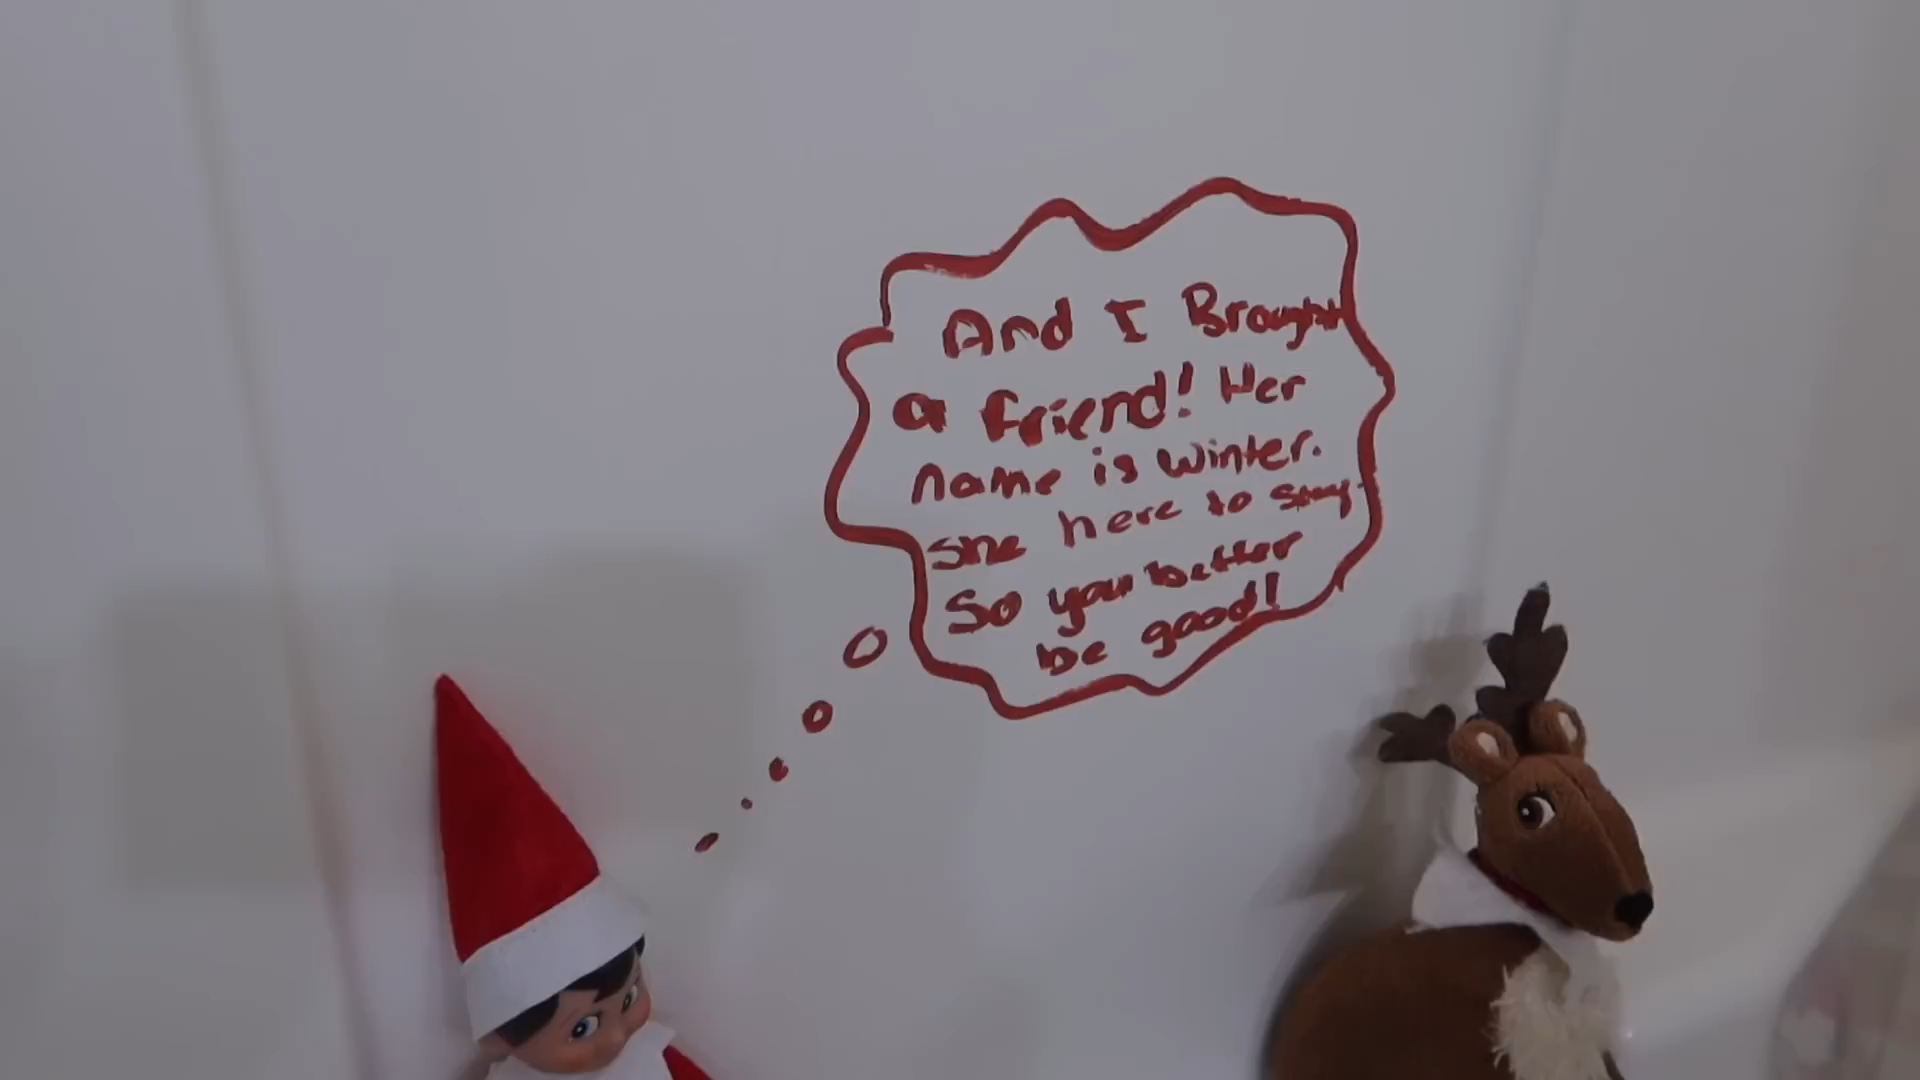 And I Brought
a friend! Her
name is winter.
She here to stay.
So you better
be good!